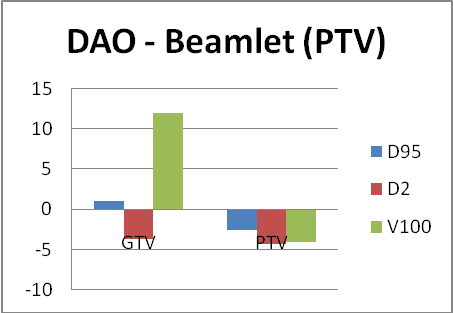 DAO - Beamlet (PTV)
15
10
5
0
-5
-10
GTV
PTV
D95
D2
V100